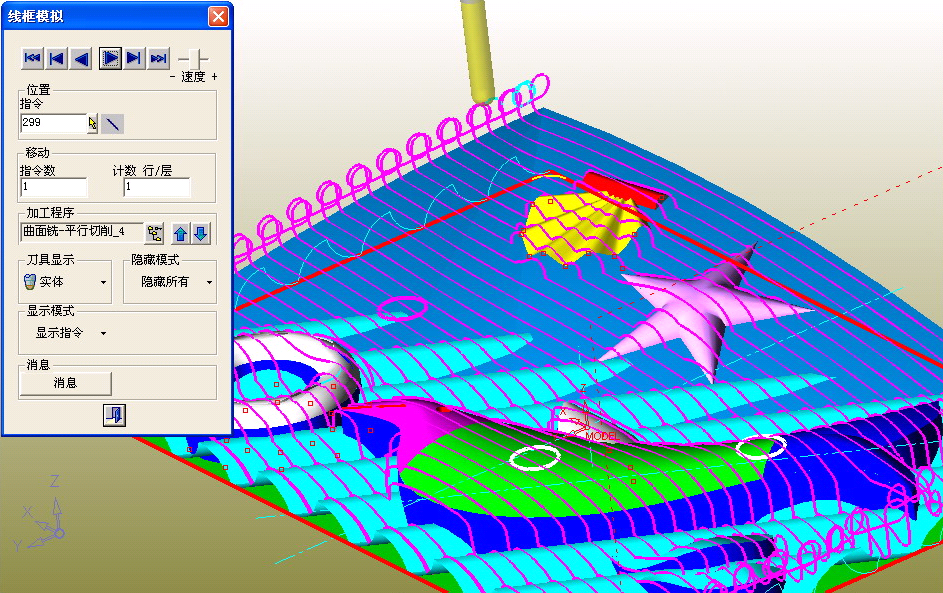 线框模拟
- 速度 +
位置
指令
299
移动
指令数 计数 行/层
1 1
加工程序
曲面铣-平行切削_4
刀具显示 隐藏模式
实体 隐藏所有
显示模式
显示指令
消息
消息
Z
X
MODEL
Z
X
Y